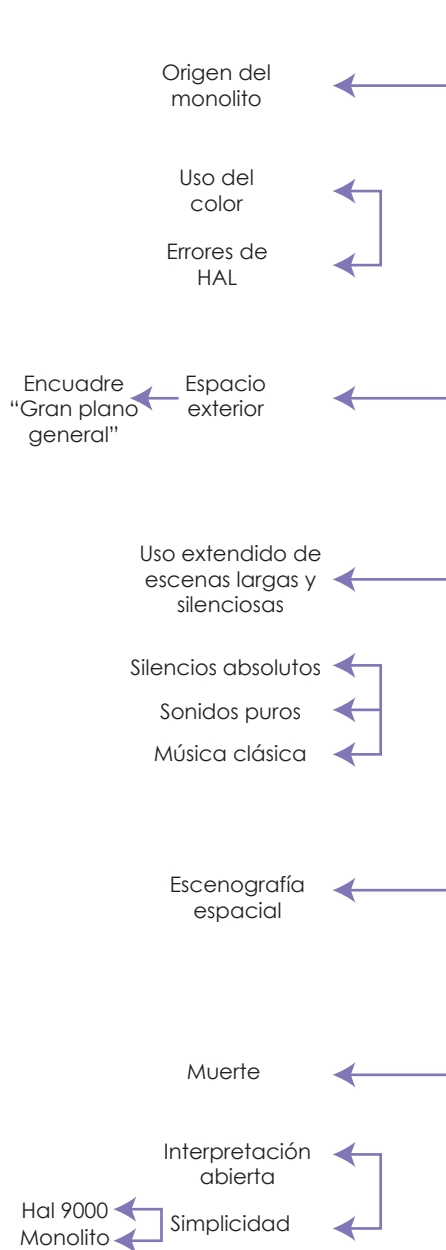 Origen del
monolito
Uso del
color
Errores de
HAL
Encuadre
“Gran plano
general”
Espacio
exterior
Uso extendido de
escenas largas y
silenciosas
Silencios absolutos
Sonidos puros
Música clásica
Escenografía
espacial
Muerte
Interpretación
abierta
Hal 9000
Monolito
Simplicidad